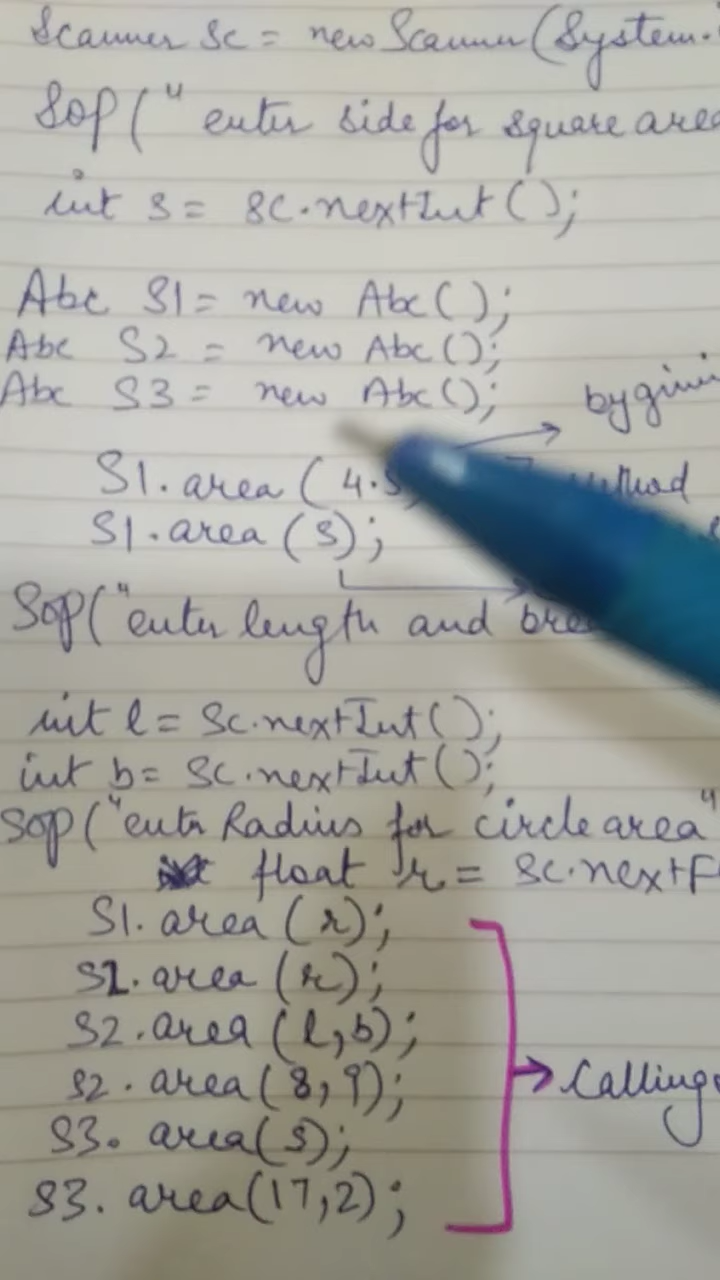 Scanner Sc = new Scanner(System.
Sop(" enter side for square area
int s = sc.nextInt();
Abc S1 = new Abc();
Abc S2 = new Abc();
Abc S3 = new Abc();
S1.area(4.5
S1.area(s);
Sop("enter length and bre
int l = Sc.nextInt();
int b = Sc.nextInt();
Sop("entr Radius for circle area"
float r = Sc.nextF
S1.area(r);
S2.area(r);
S2.area(l,b);
S2.area(8,9);
S3.area(s);
S3.area(17,2);
Calling